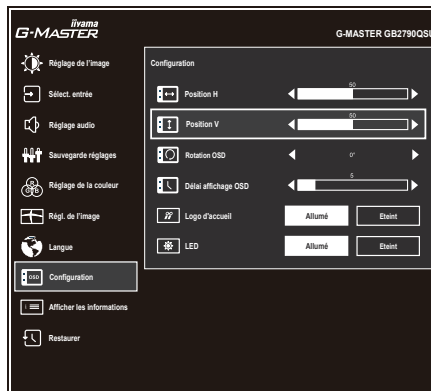 iiyama
G-MASTER
G-MASTER GB2790QSU
Réglage de l'image
Sélect. entrée
Réglage audio
Sauvegarde réglages
Réglage de la couleur
Régl. de l'image
Langue
OSD Configuration
Afficher les informations
Restaurer
Configuration
Position H
50
Position V
50
Rotation OSD
0°
Délai affichage OSD
5
Logo d'accueil
Allumé
Eteint
LED
Allumé
Eteint